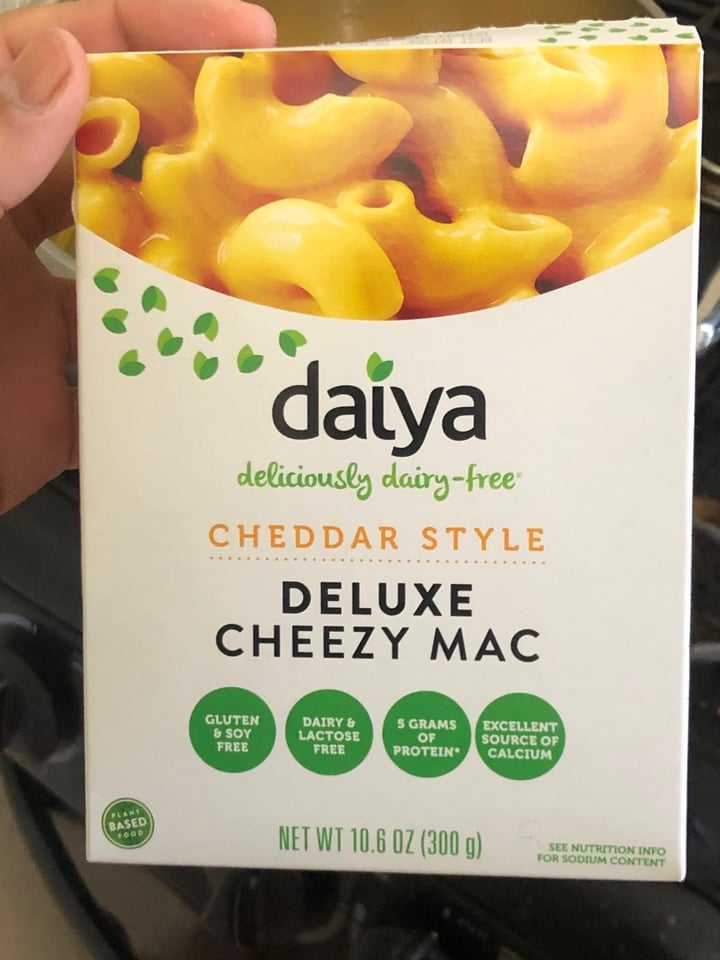 daiya
deliciously dairy-free®
CHEDDAR STYLE
DELUXE
CHEEZY MAC
GLUTEN
& SOY
FREE
DAIRY &
LACTOSE
FREE
5 GRAMS
OF
PROTEIN*
EXCELLENT
SOURCE OF
CALCIUM
PLANT
BASED
FOOD
NET WT 10.6 OZ (300 g)
SEE NUTRITION INFO
FOR SODIUM CONTENT